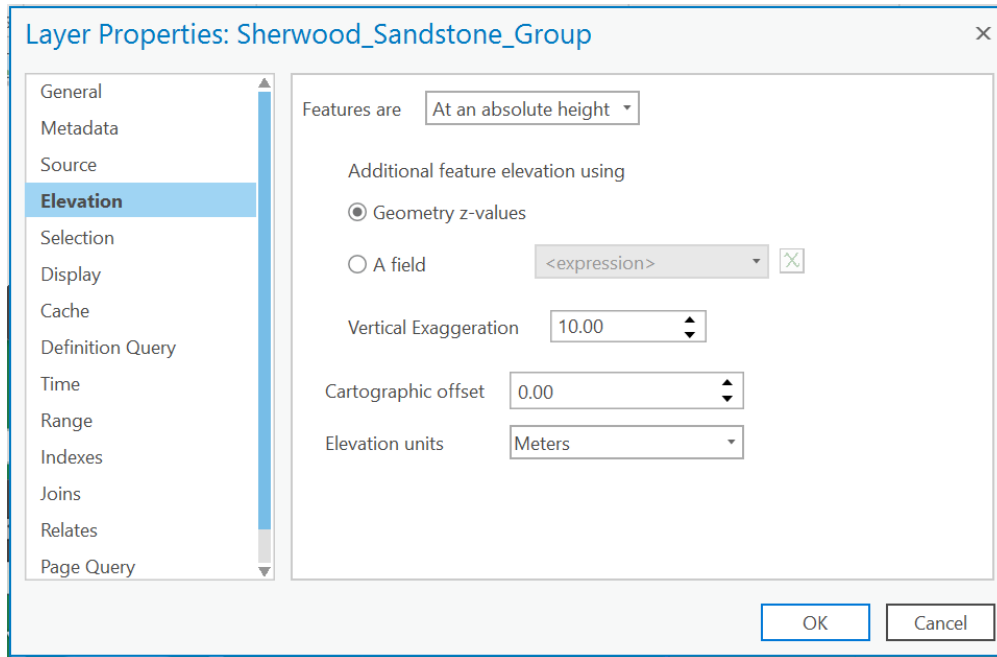 Layer Properties: Sherwood_Sandstone_Group
General
Metadata
Source
Elevation
Selection
Display
Cache
Definition Query
Time
Range
Indexes
Joins
Relates
Page Query
Features are At an absolute height
Additional feature elevation using
Geometry z-values
A field <expression>
Vertical Exaggeration 10.00
Cartographic offset 0.00
Elevation units Meters
OK Cancel